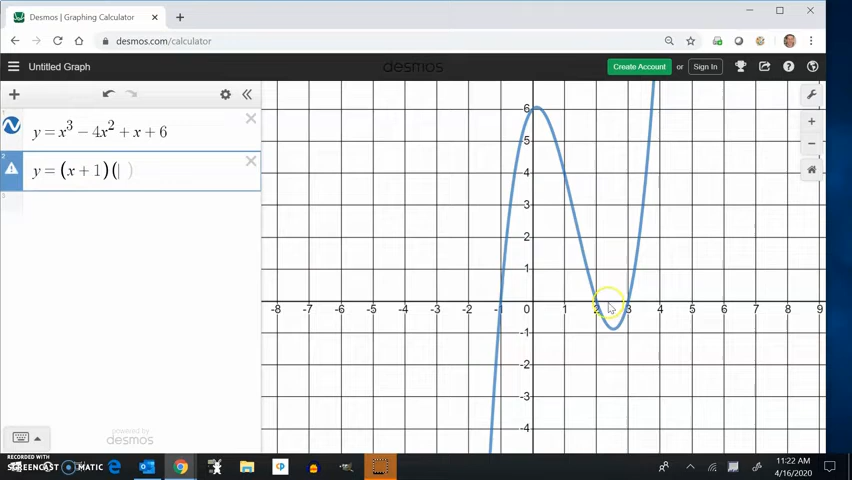 Desmos | Graphing Calculator
desmos.com/calculator
Untitled Graph
desmos
Create Account
or
Sign In
1
y = x³ − 4x² + x + 6
2
y = (x + 1)( )
3
6
5
4
3
2
1
-8 -7 -6 -5 -4 -3 -2 -1 0 1 2 3 4 5 6 7 8 9
-1
-2
-3
-4
powered by
desmos
RECORDED WITH
SCREENCAST MATIC
11:22 AM
4/16/2020